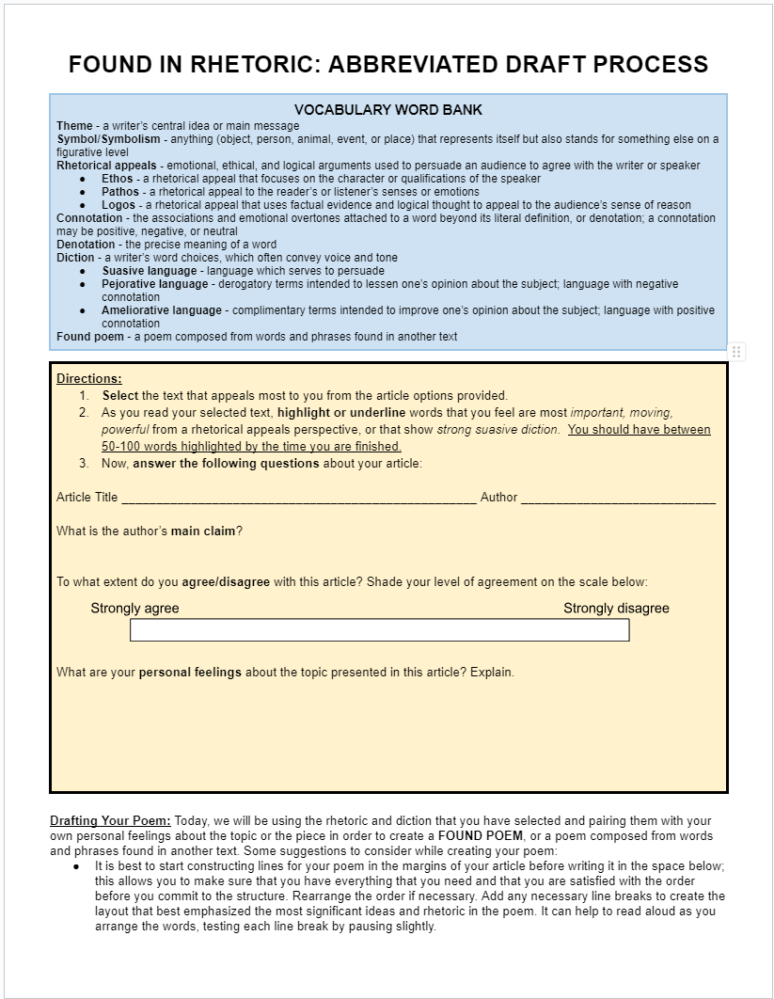 FOUND IN RHETORIC: ABBREVIATED DRAFT PROCESS
VOCABULARY WORD BANK
Theme - a writer's central idea or main message
Symbol/Symbolism - anything (object, person, animal, event, or place) that represents itself but also stands for something else on a
figurative level
Rhetorical appeals - emotional, ethical, and logical arguments used to persuade an audience to agree with the writer or speaker
● Ethos - a rhetorical appeal that focuses on the character or qualifications of the speaker
● Pathos - a rhetorical appeal to the reader's or listener's senses or emotions
● Logos - a rhetorical appeal that uses factual evidence and logical thought to appeal to the audience's sense of reason
Connotation - the associations and emotional overtones attached to a word beyond its literal definition, or denotation; a connotation
may be positive, negative, or neutral
Denotation - the precise meaning of a word
Diction - a writer's word choices, which often convey voice and tone
● Suasive language - language which serves to persuade
● Pejorative language - derogatory terms intended to lessen one's opinion about the subject; language with negative
connotation
● Ameliorative language - complimentary terms intended to improve one's opinion about the subject; language with positive
connotation
Found poem - a poem composed from words and phrases found in another text
Directions:
1. Select the text that appeals most to you from the article options provided.
2. As you read your selected text, highlight or underline words that you feel are most important, moving,
powerful from a rhetorical appeals perspective, or that show strong suasive diction. You should have between
50-100 words highlighted by the time you are finished.
3. Now, answer the following questions about your article:
Article Title ___________________________________________________ Author ____________________________
What is the author's main claim?
To what extent do you agree/disagree with this article? Shade your level of agreement on the scale below:
Strongly agree Strongly disagree
What are your personal feelings about the topic presented in this article? Explain.
Drafting Your Poem: Today, we will be using the rhetoric and diction that you have selected and pairing them with your
own personal feelings about the topic or the piece in order to create a FOUND POEM, or a poem composed from words
and phrases found in another text. Some suggestions to consider while creating your poem:
● It is best to start constructing lines for your poem in the margins of your article before writing it in the space below;
this allows you to make sure that you have everything that you need and that you are satisfied with the order
before you commit to the structure. Rearrange the order if necessary. Add any necessary line breaks to create the
layout that best emphasized the most significant ideas and rhetoric in the poem. It can help to read aloud as you
arrange the words, testing each line break by pausing slightly.